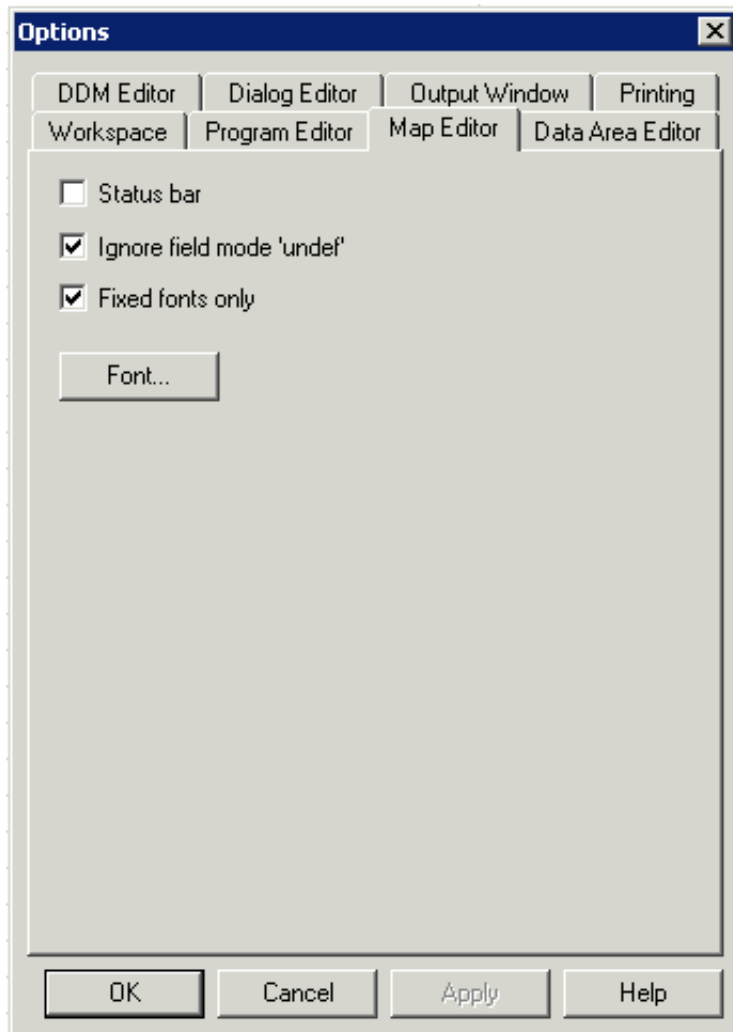 Options
DDM Editor Dialog Editor Output Window Printing
Workspace Program Editor Map Editor Data Area Editor
Status bar
Ignore field mode 'undef'
Fixed fonts only
Font...
OK Cancel Apply Help